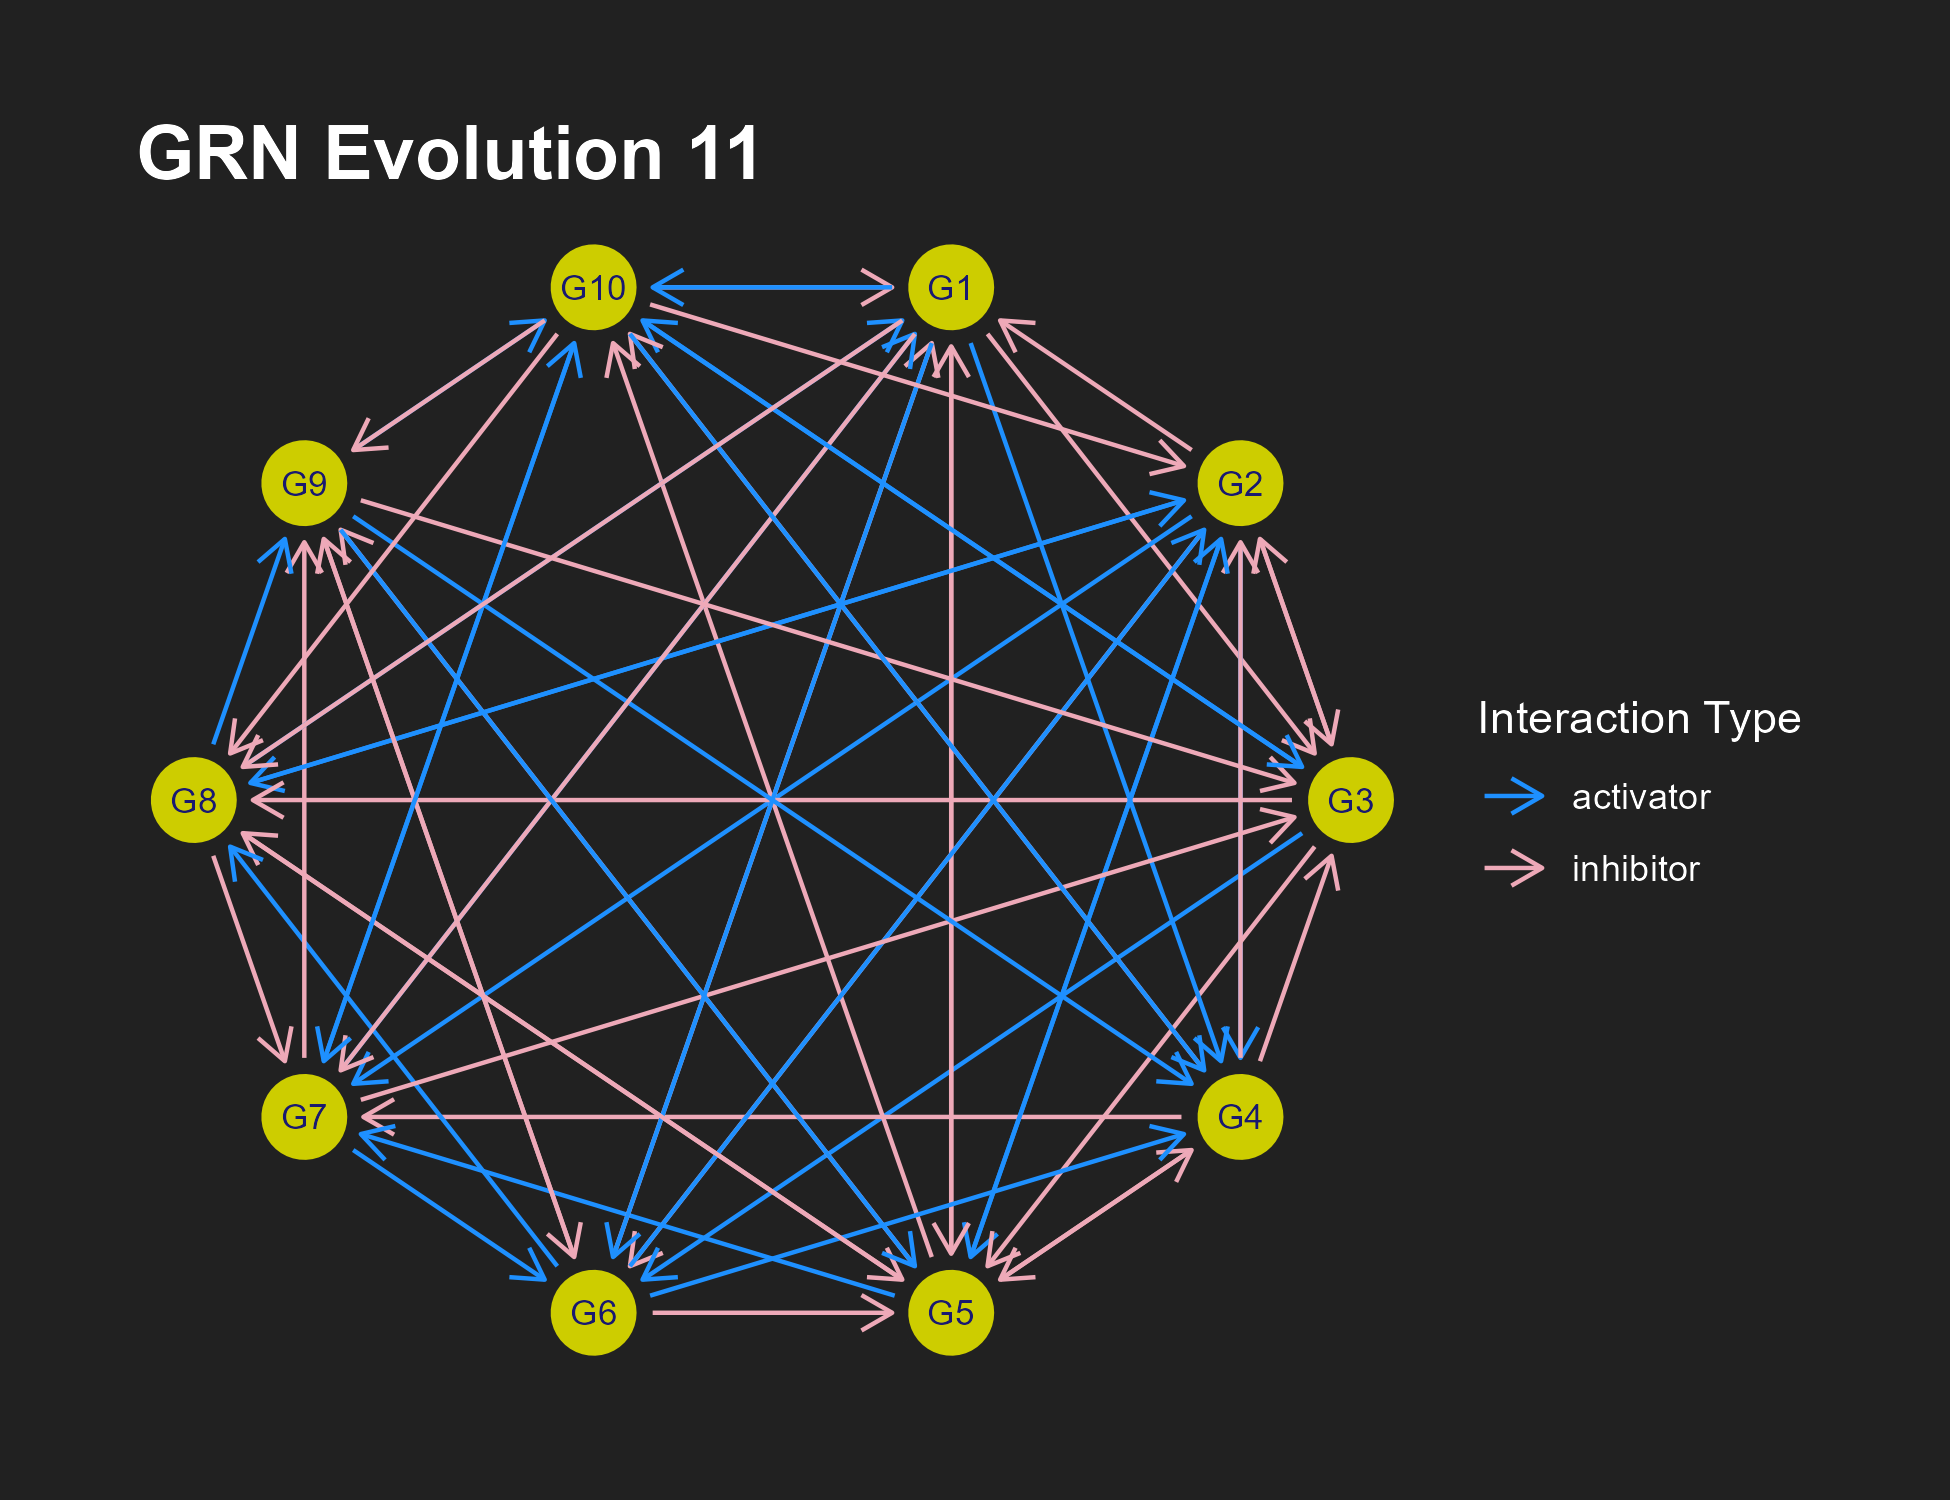 GRN Evolution 11
G10
G1
G9
G2
G8
G3
G7
G4
G6
G5
Interaction Type
activator
inhibitor